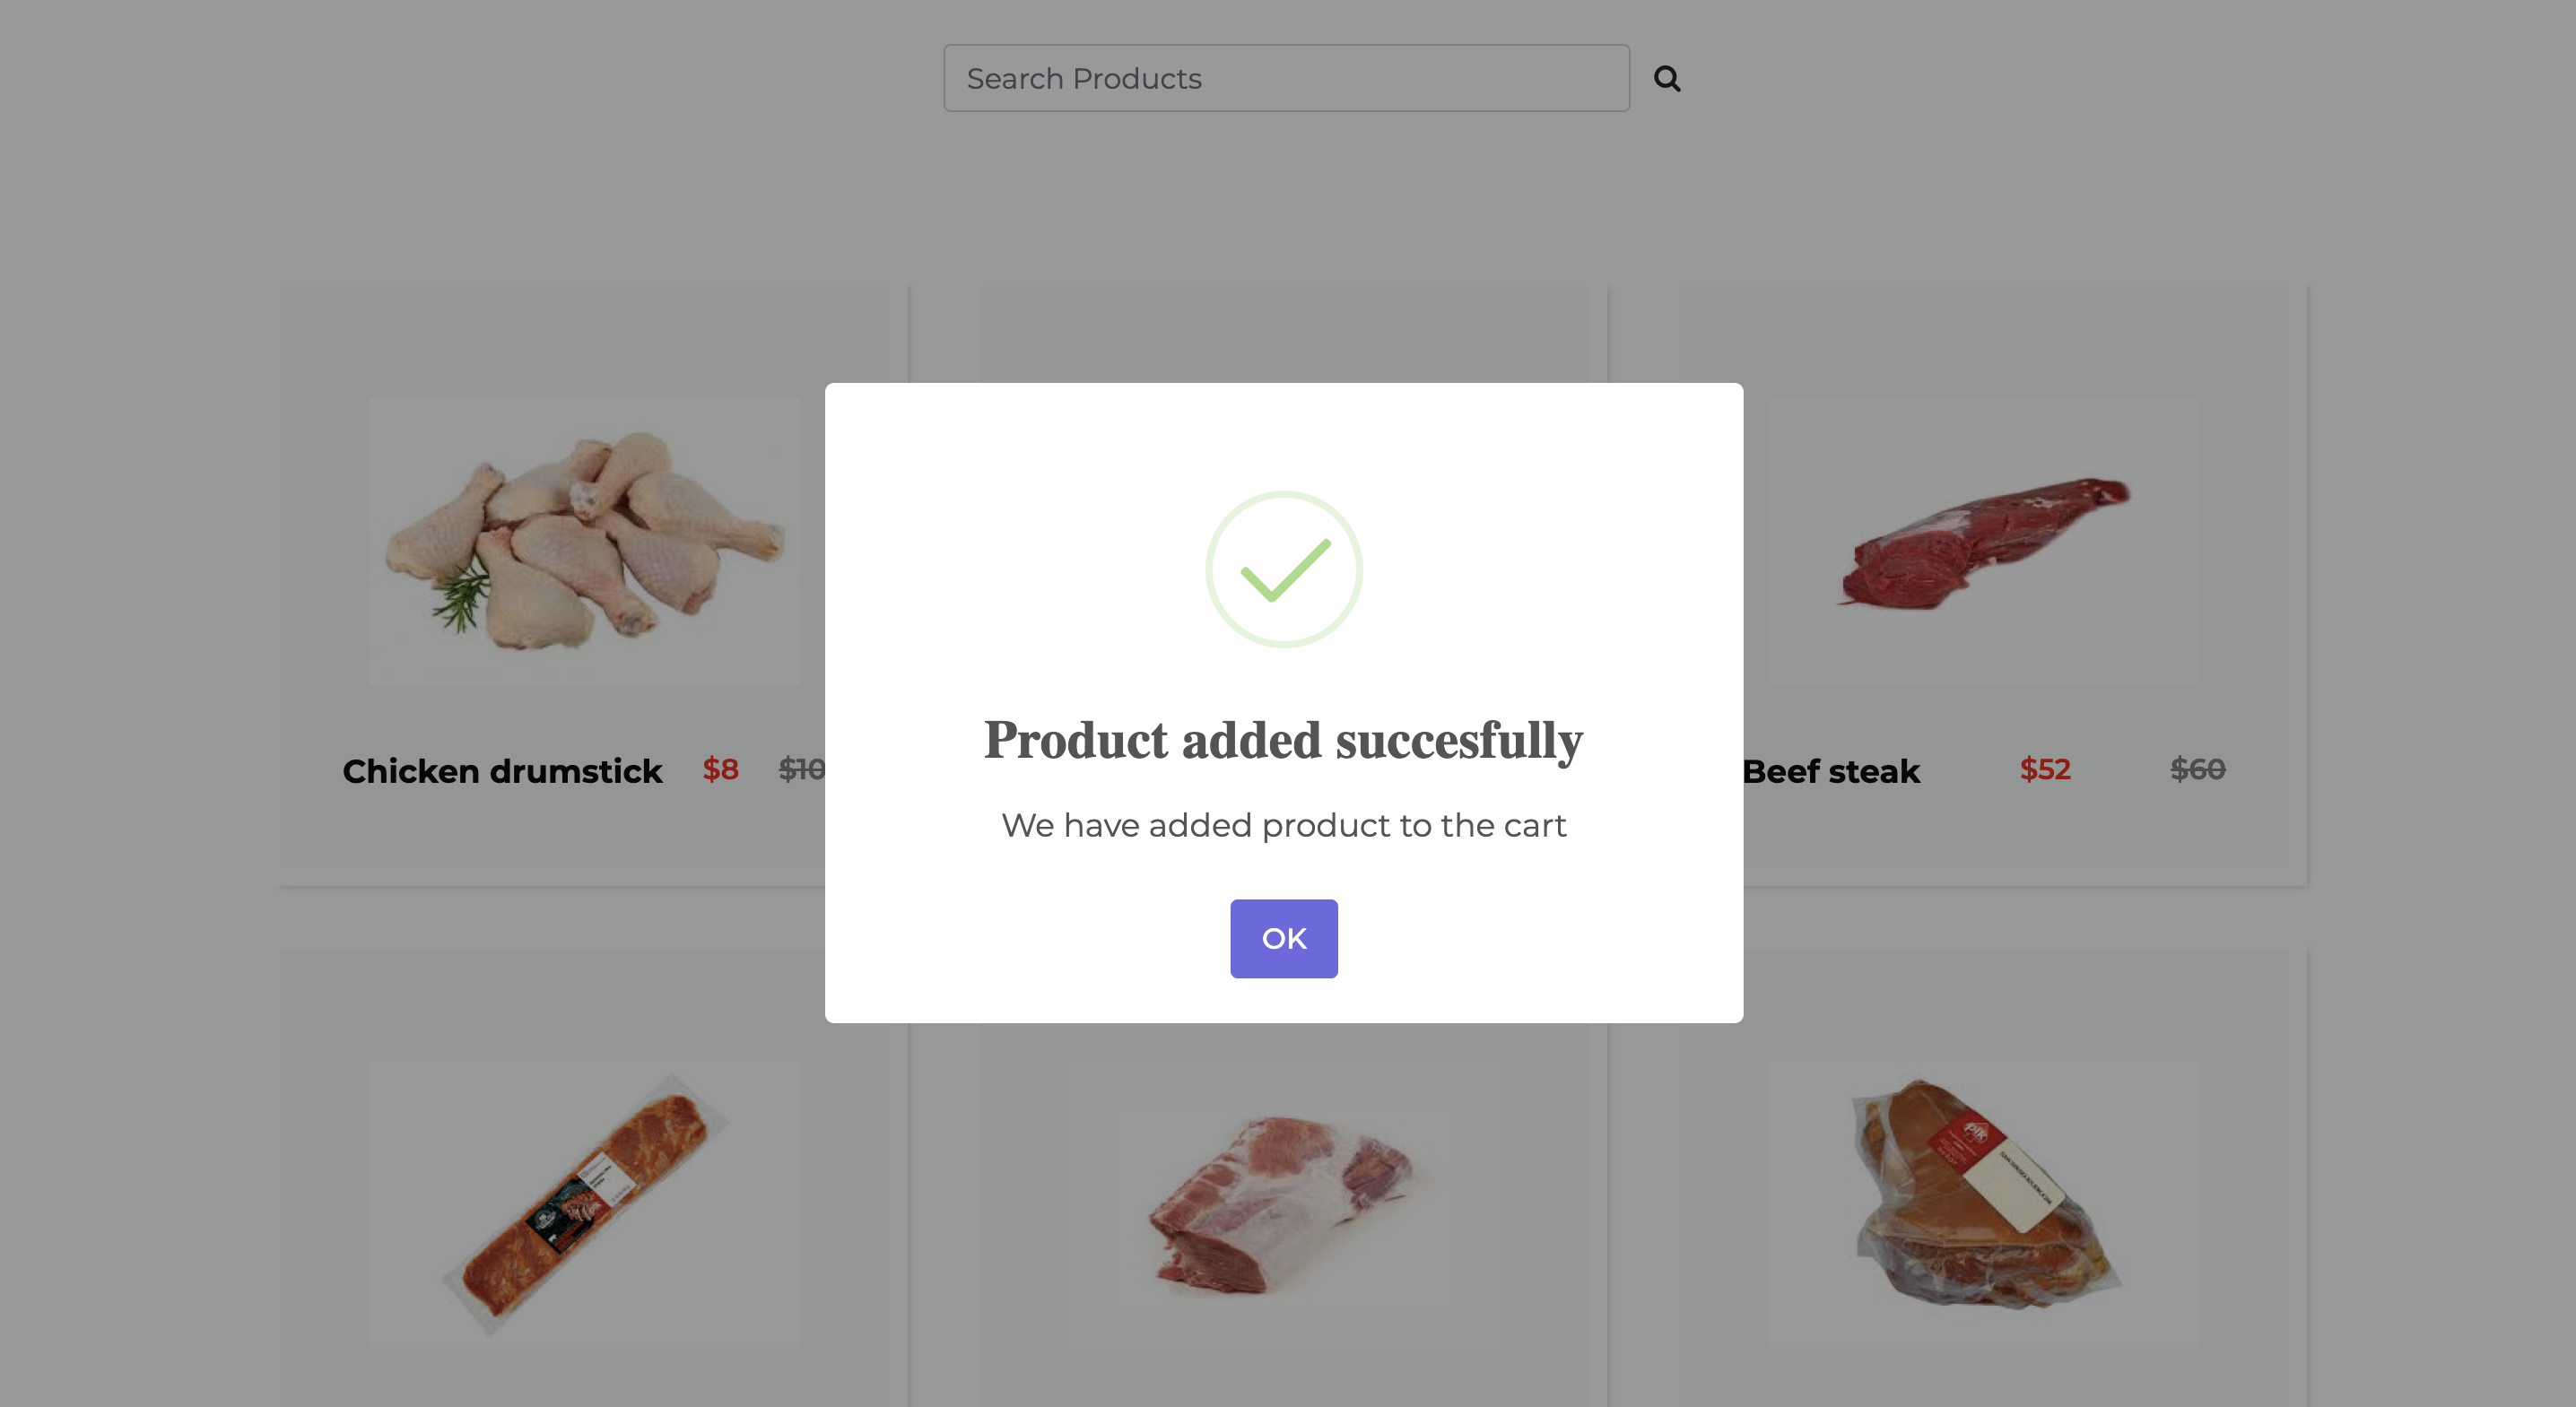 Search Products
Product added succesfully
Chicken drumstick $8 $10
Beef steak $52 $60
We have added product to the cart
OK
pik